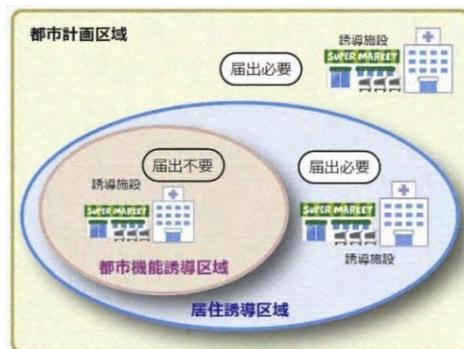 都市計画区域
誘導施設
SUPER MARKET
届出必要
届出不要
届出必要
誘導施設
SUPER MARKET
SUPER MARKET
誘導施設
都市機能誘導区域
居住誘導区域